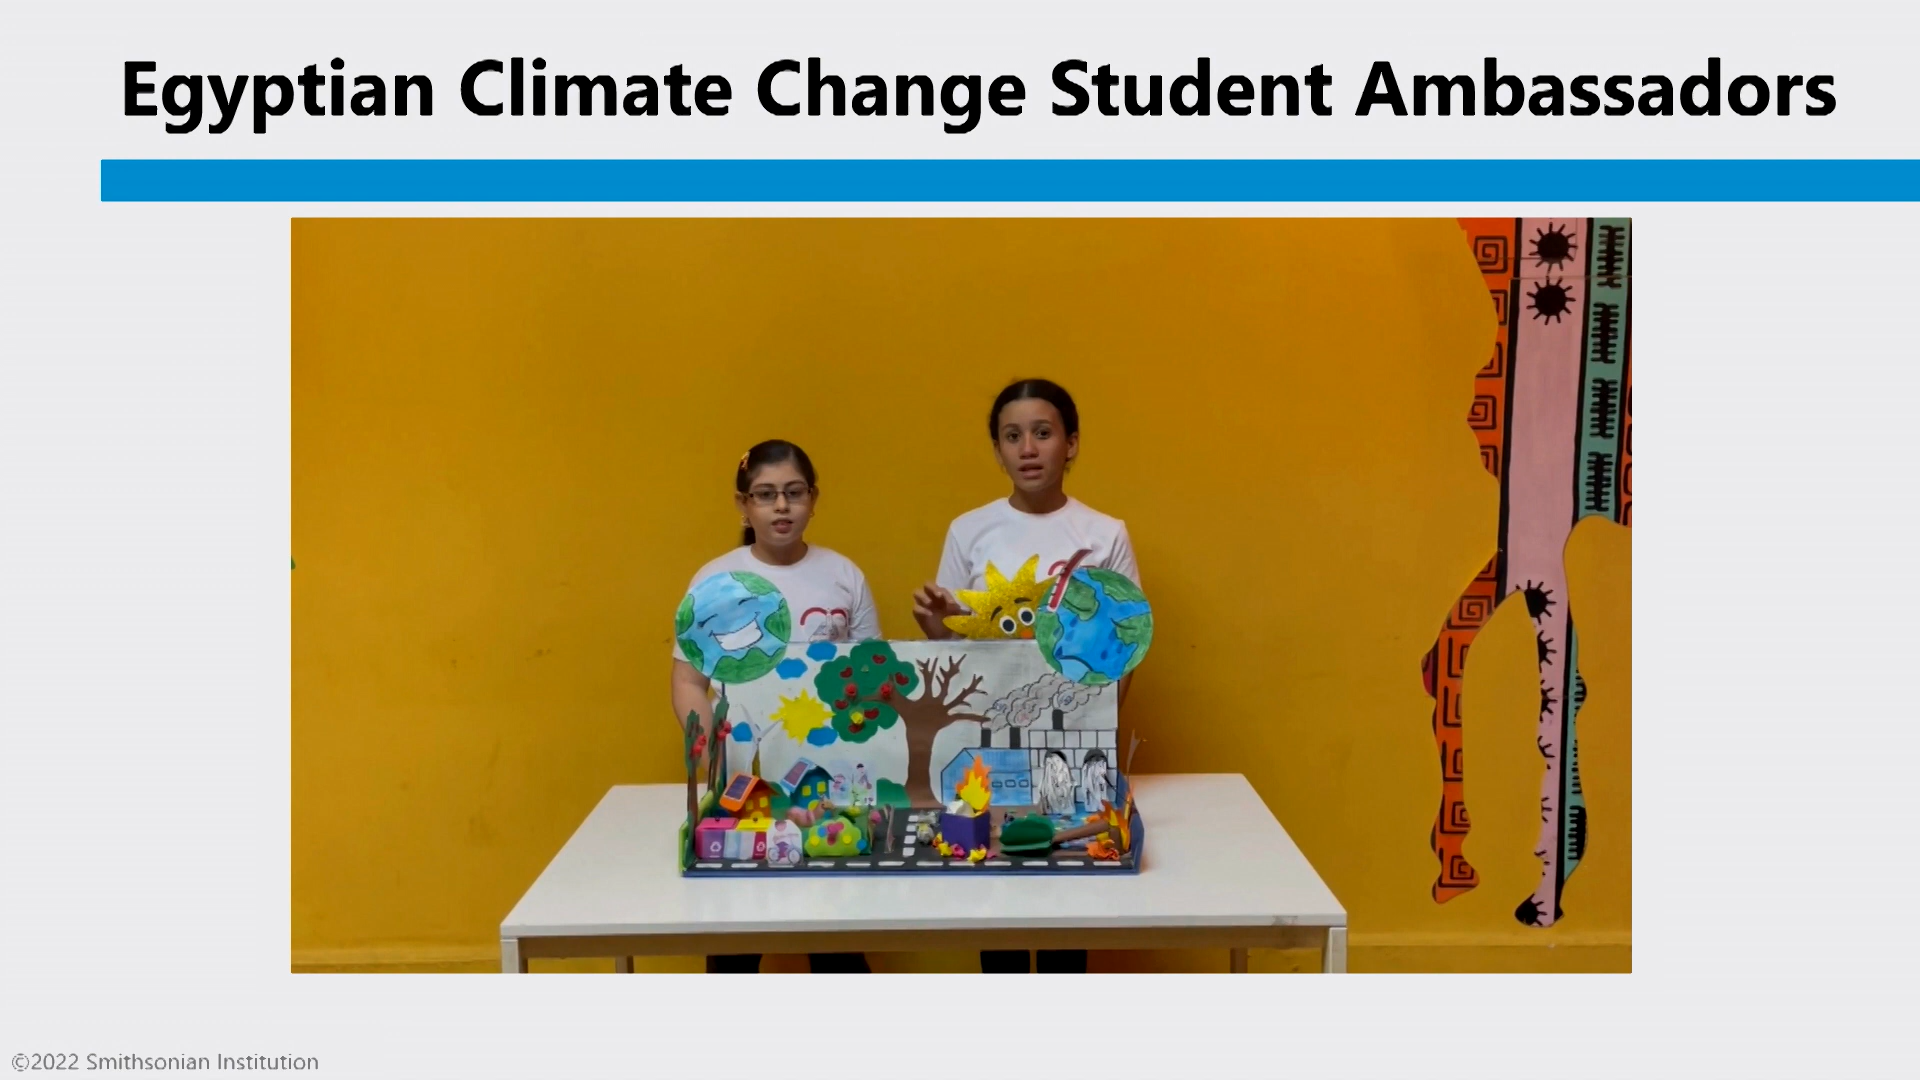 Egyptian Climate Change Student Ambassadors
©2022 Smithsonian Institution